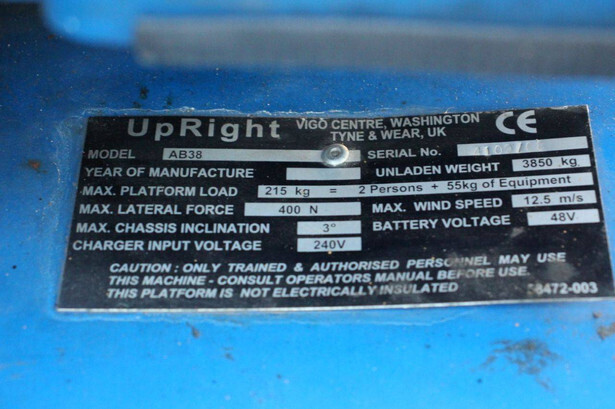 UpRight VIGO CENTRE, WASHINGTON
TYNE & WEAR, UK
CE
MODEL AB38 SERIAL No.
YEAR OF MANUFACTURE UNLADEN WEIGHT 3850 kg
MAX. PLATFORM LOAD 215 kg = 2 Persons + 55kg of Equipment
MAX. LATERAL FORCE 400 N MAX. WIND SPEED 12.5 m/s
MAX. CHASSIS INCLINATION 3° BATTERY VOLTAGE 48V
CHARGER INPUT VOLTAGE 240V
CAUTION : ONLY TRAINED & AUTHORISED PERSONNEL MAY USE
THIS MACHINE - CONSULT OPERATORS MANUAL BEFORE USE.
THIS PLATFORM IS NOT ELECTRICALLY INSULATED